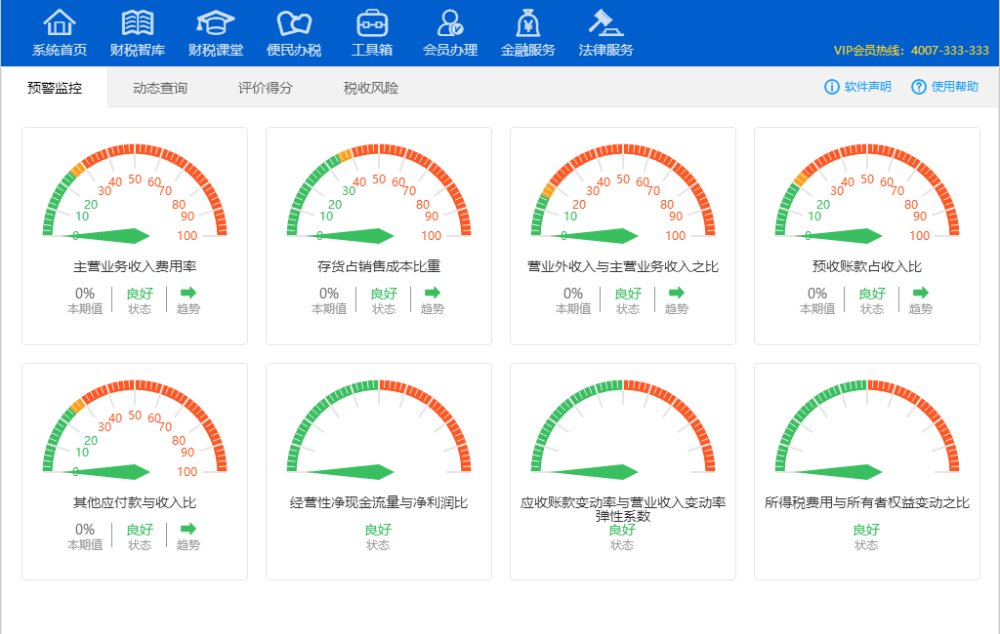 系统首页 财税智库 财税课堂 便民办税 工具箱 会员办理 金融服务 法律服务
VIP会员热线：4007-333-333
预警监控 动态查询 评价得分 税收风险 软件声明 使用帮助
0 10 20 30 40 50 60 70 80 90 100
主营业务收入费用率
0% 良好
本期值 状态 趋势
0 10 20 30 40 50 60 70 80 90 100
存货占销售成本比重
0% 良好
本期值 状态 趋势
0 10 20 30 40 50 60 70 80 90 100
营业外收入与主营业务收入之比
0% 良好
本期值 状态 趋势
0 10 20 30 40 50 60 70 80 90 100
预收账款占收入比
0% 良好
本期值 状态 趋势
0 10 20 30 40 50 60 70 80 90 100
其他应付款与收入比
0% 良好
本期值 状态 趋势
经营性净现金流量与净利润比
良好
状态
应收账款变动率与营业收入变动率
弹性系数
良好
状态
所得税费用与所有者权益变动之比
良好
状态